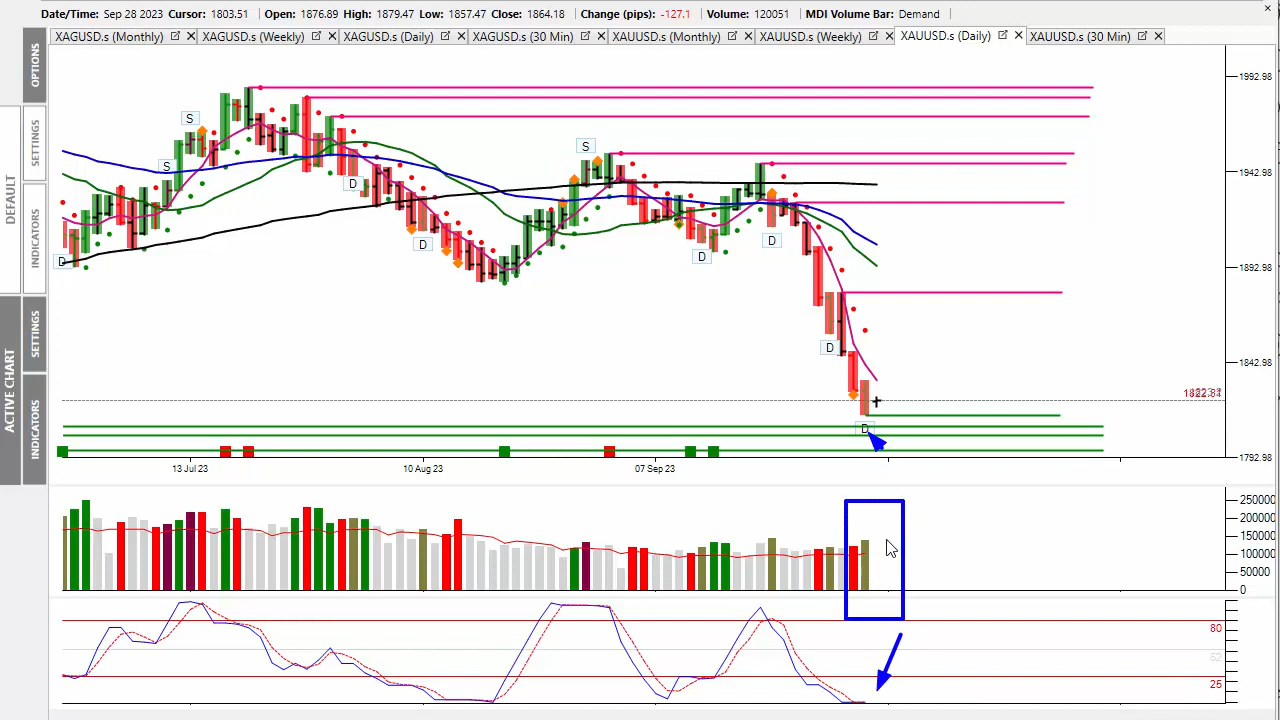 Date/Time: Sep 28 2023 Cursor: 1803.51 Open: 1876.89 High: 1879.47 Low: 1857.47 Close: 1864.18 Change (pips): -127.1 Volume: 120051 MDI Volume Bar: Demand
XAGUSD.s (Monthly) XAGUSD.s (Weekly) XAGUSD.s (Daily) XAGUSD.s (30 Min) XAUUSD.s (Monthly) XAUUSD.s (Weekly) XAUUSD.s (Daily) XAUUSD.s (30 Min)
OPTIONS
SETTINGS
DEFAULT
INDICATORS
SETTINGS
ACTIVE CHART
INDICATORS
1992.98
1942.98
1892.98
1842.98
1792.98
S
S
S
D
D
D
D
D
D
D
13 Jul 23
10 Aug 23
07 Sep 23
250000
200000
150000
100000
50000
0
80
52
25